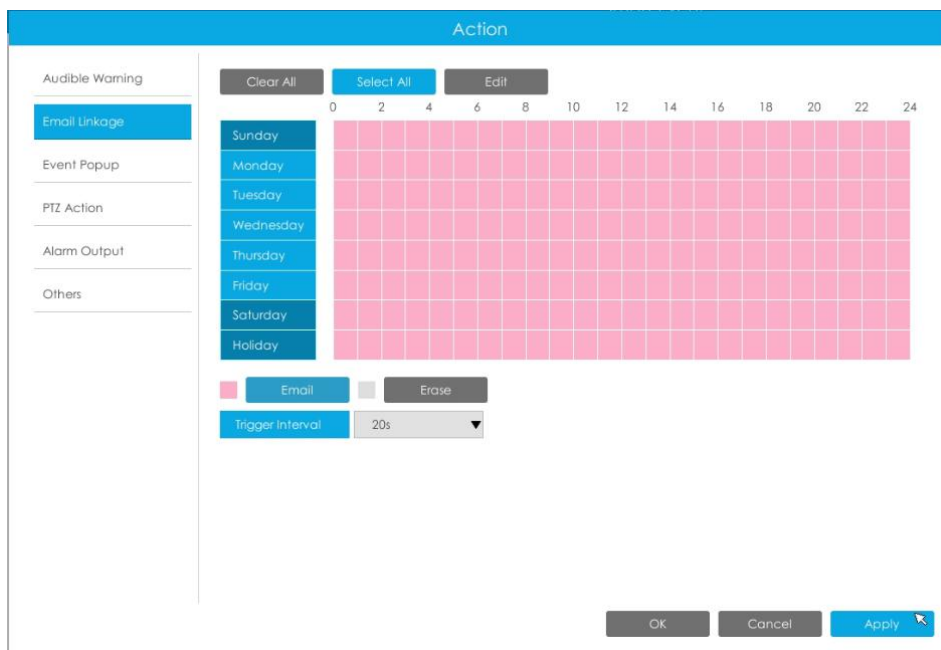 Action
Audible Warning
Email Linkage
Event Popup
PTZ Action
Alarm Output
Others
Clear All Select All Edit
0 2 4 6 8 10 12 14 16 18 20 22 24
Sunday
Monday
Tuesday
Wednesday
Thursday
Friday
Saturday
Holiday
Email Erase
Trigger Interval 20s
OK Cancel Apply